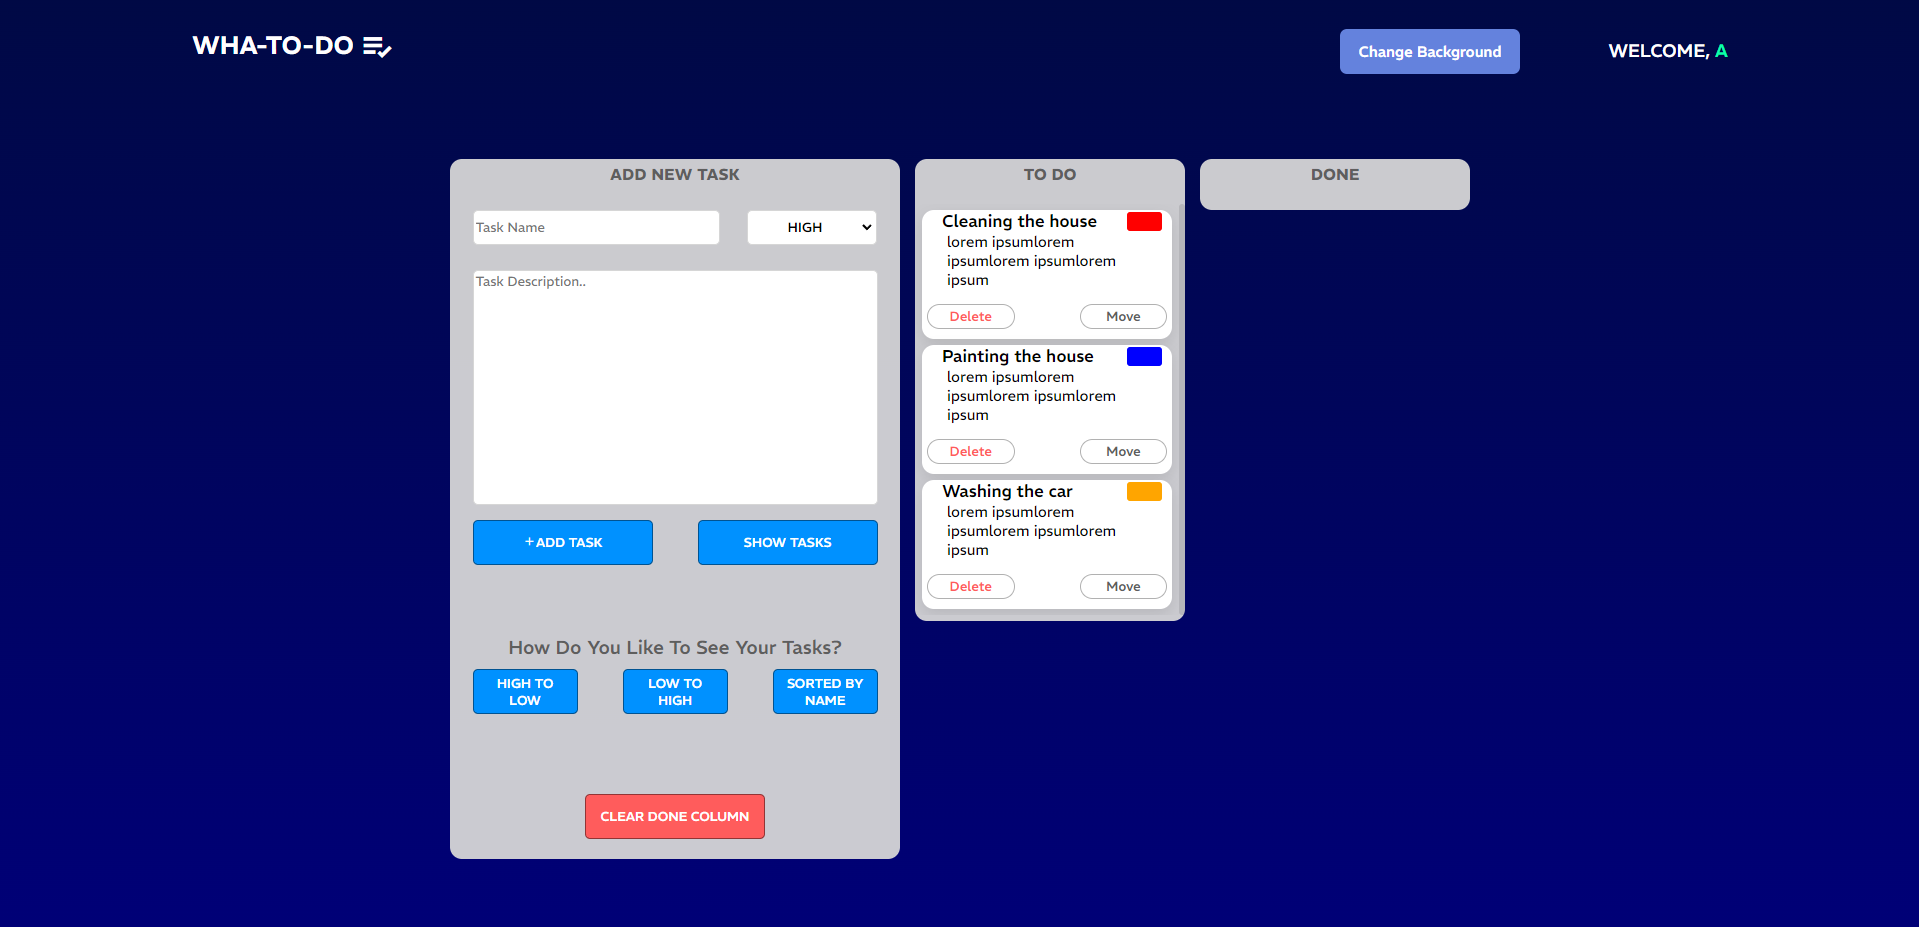 WHA-TO-DO
Change Background
WELCOME, A
ADD NEW TASK
Task Name
HIGH
Task Description..
+ ADD TASK
SHOW TASKS
How Do You Like To See Your Tasks?
HIGH TO
LOW
LOW TO
HIGH
SORTED BY
NAME
CLEAR DONE COLUMN
TO DO
Cleaning the house
lorem ipsumlorem
ipsumlorem ipsumlorem
ipsum
Delete
Move
Painting the house
lorem ipsumlorem
ipsumlorem ipsumlorem
ipsum
Delete
Move
Washing the car
lorem ipsumlorem
ipsumlorem ipsumlorem
ipsum
Delete
Move
DONE